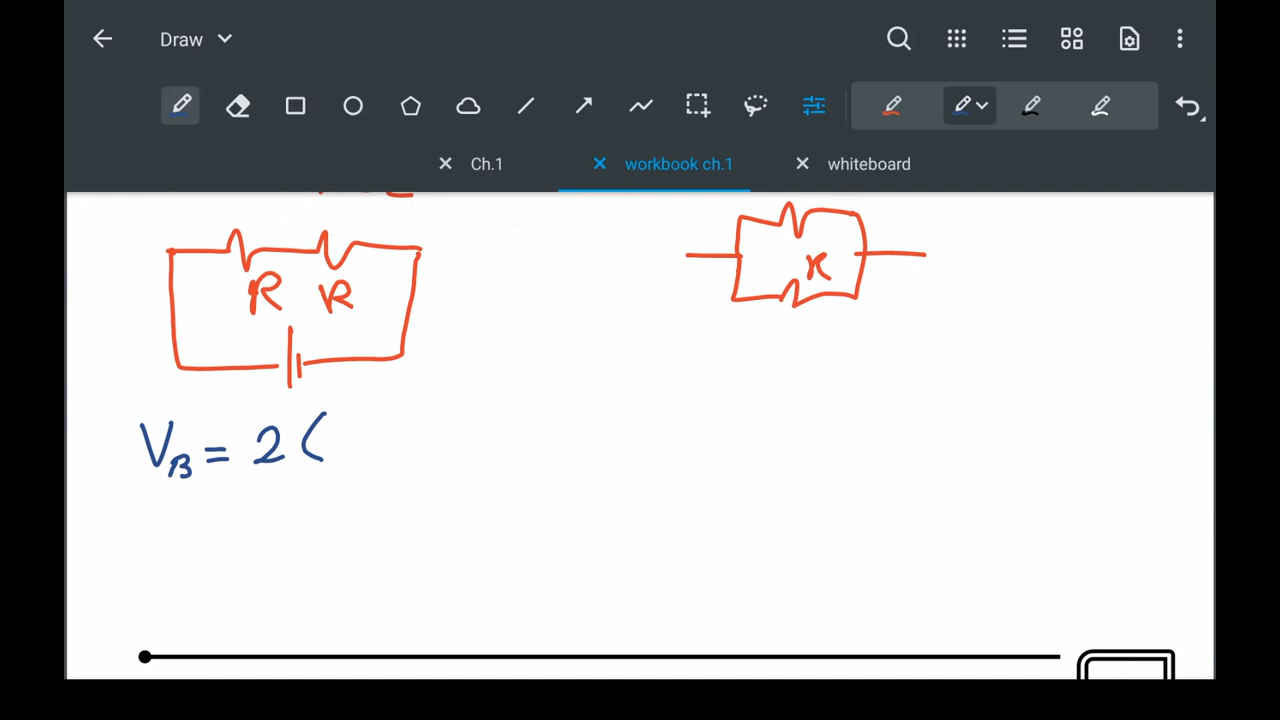 Draw
Ch.1
workbook ch.1
whiteboard
R R
R
V_B = 2 (